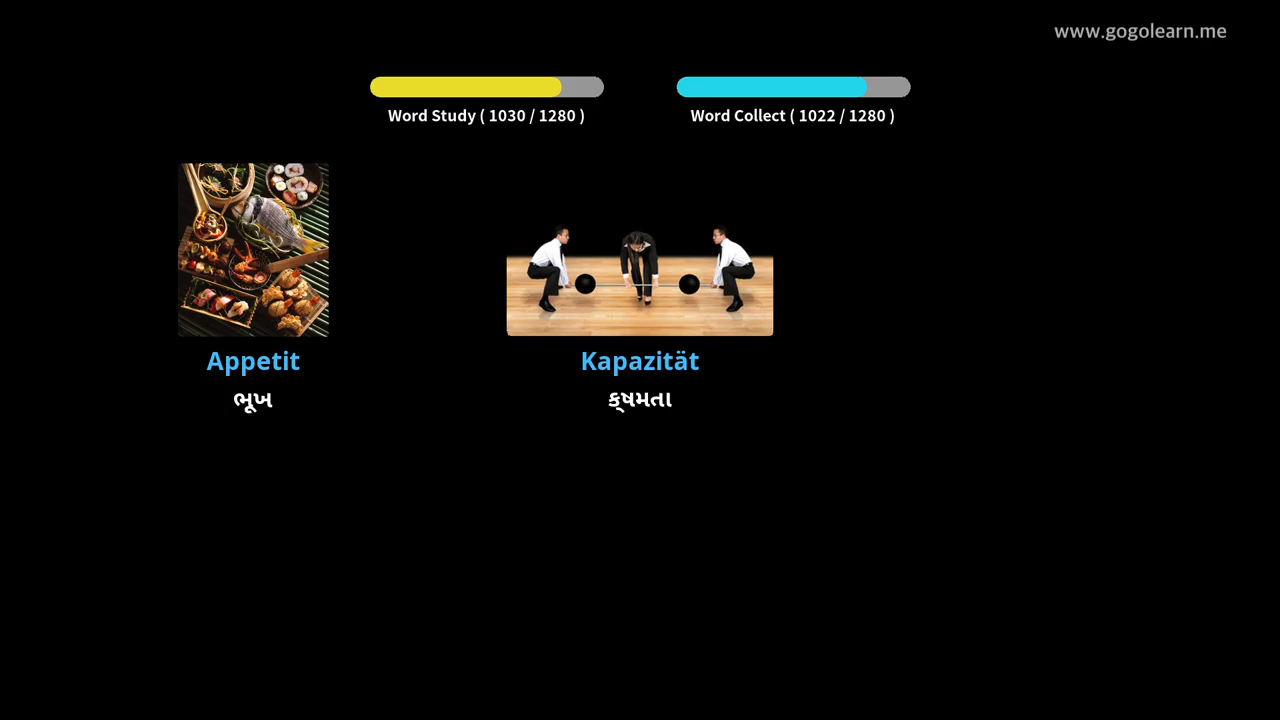 www.gogolearn.me
Word Study ( 1030 / 1280 )
Word Collect ( 1022 / 1280 )
Appetit
ભૂખ
Kapazität
ક્ષમતા